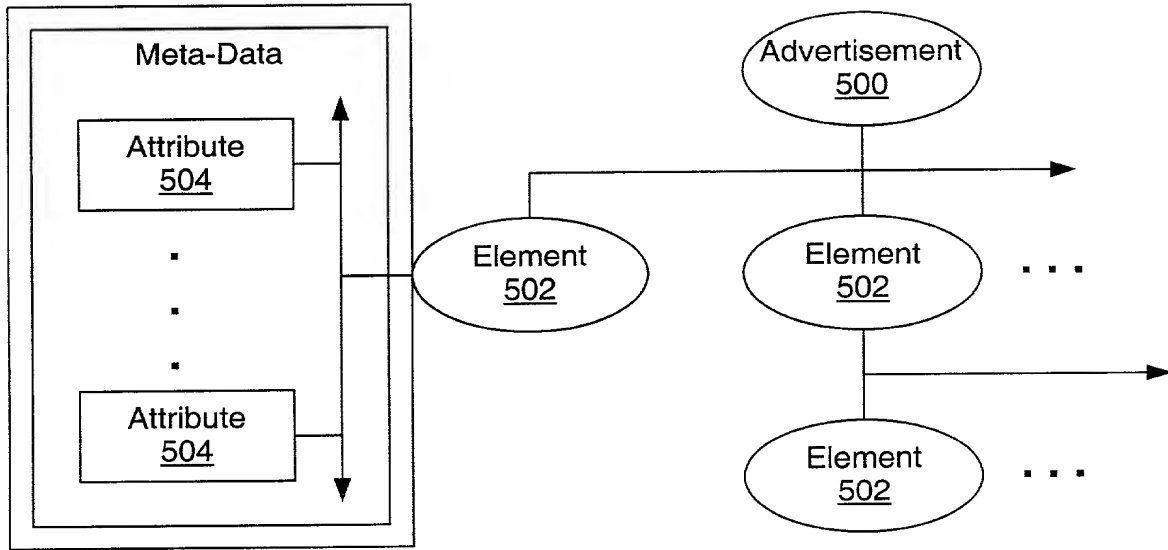 Meta-Data
Attribute
504
Attribute
504
Advertisement
500
Element
502
Element
502
Element
502